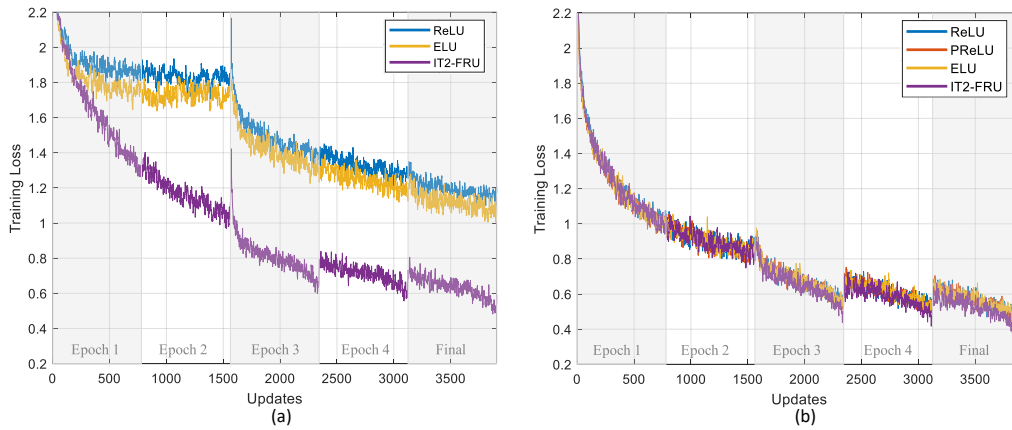 2.2
2
1.8
1.6
1.4
1.2
1
0.8
0.6
0.4
0.2
Training Loss
ReLU
ELU
IT2-FRU
Epoch 1
Epoch 2
Epoch 3
Epoch 4
Final
0
500
1000
1500
2000
2500
3000
3500
Updates
(a)
2.2
2
1.8
1.6
1.4
1.2
1
0.8
0.6
0.4
0.2
Training Loss
ReLU
PReLU
ELU
IT2-FRU
Epoch 1
Epoch 2
Epoch 3
Epoch 4
Final
0
500
1000
1500
2000
2500
3000
3500
Updates
(b)